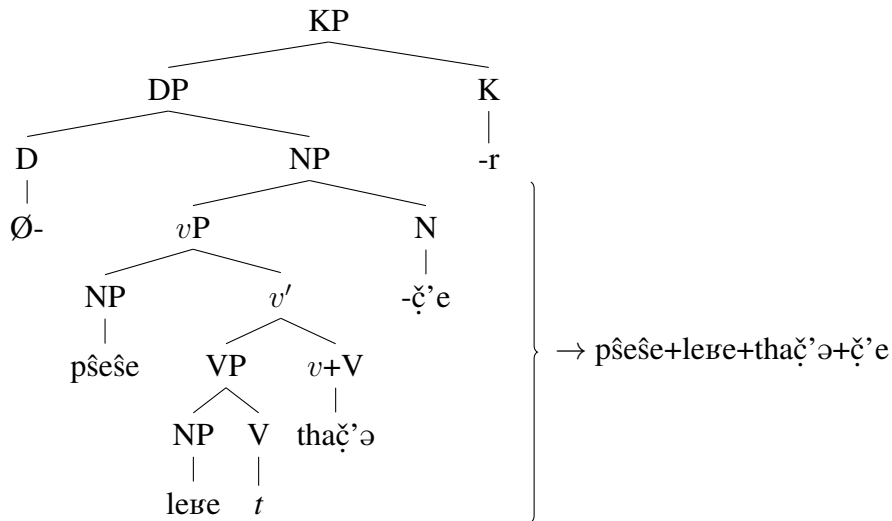 KP
DP K
D NP -r
Ø- vP N
NP v′ -č̣’e
pŝeŝe VP v+V → pŝeŝe+leʁe+thač̣’ə+č̣’e
NP V thač̣’ə
leʁe t